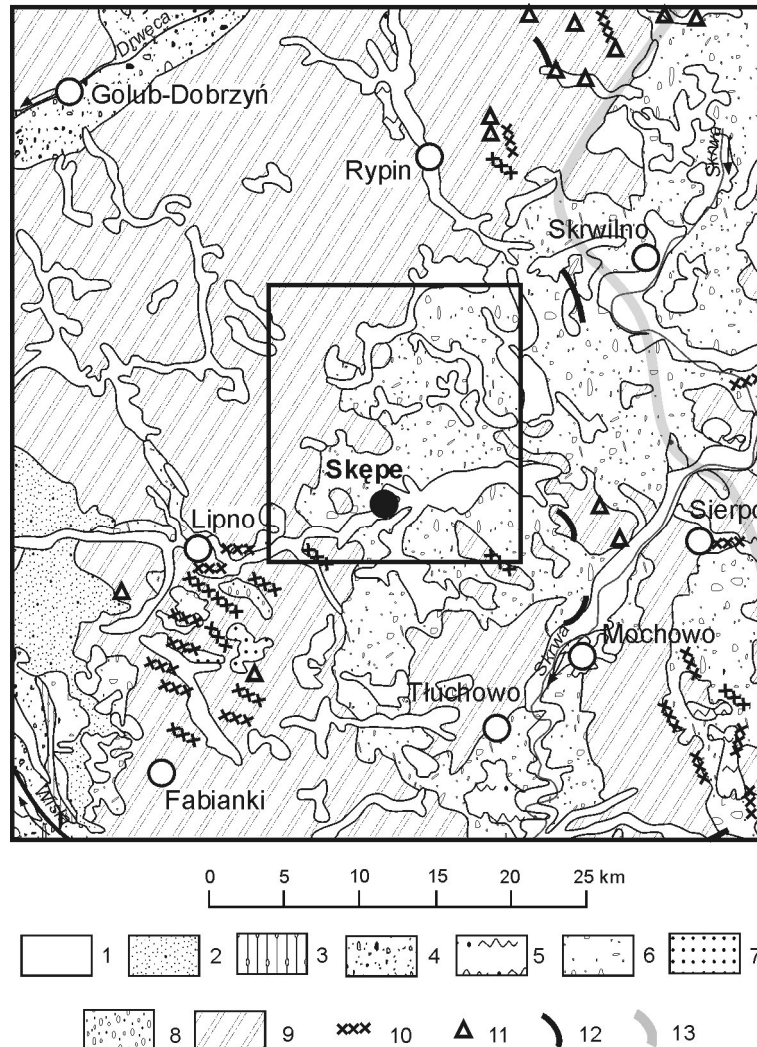 Drwęca
Golub-Dobrzyń
Rypin
Skrwa
Skrwilno
Skępe
Lipno
Sierpc
Skrwa
Mochowo
Tłuchowo
Fabianki
0 5 10 15 20 25 km
1 2 3 4 5 6 7
8 9 10 11 12 13